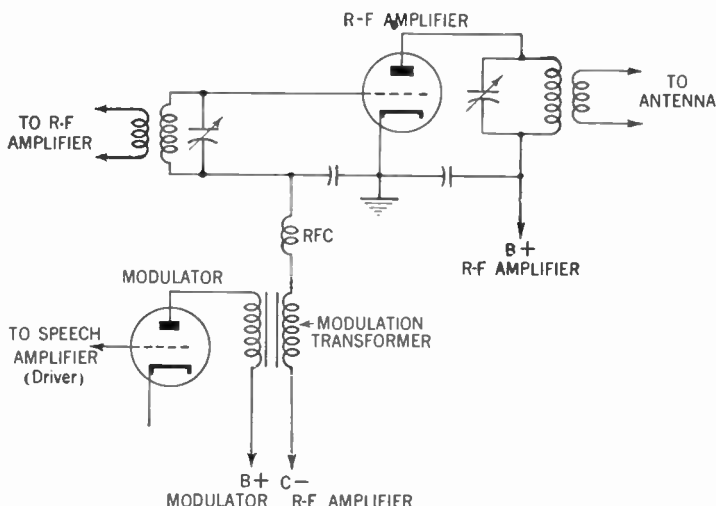 R-F AMPLIFIER
TO R-F
AMPLIFIER
TO
ANTENNA
RFC
B+
R-F AMPLIFIER
MODULATOR
MODULATION
TRANSFORMER
TO SPEECH
AMPLIFIER
(Driver)
B+ C-
MODULATOR R-F AMPLIFIER